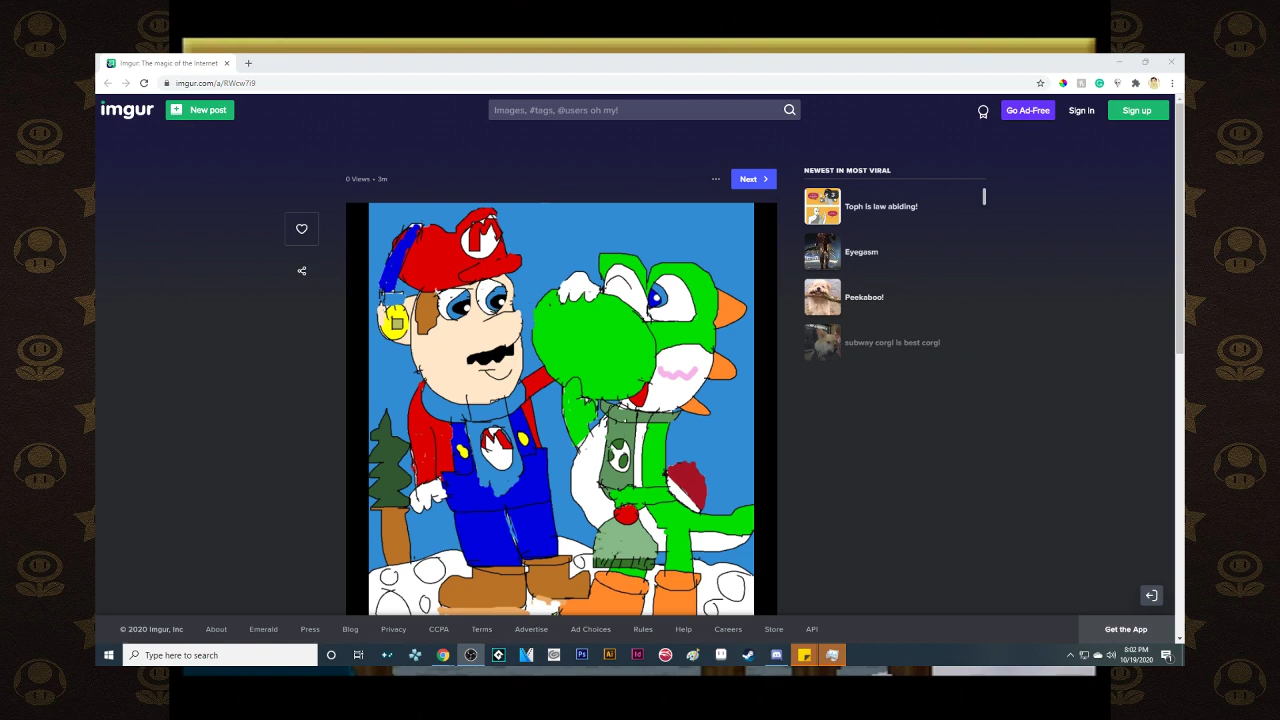 Imgur: The magic of the Internet
imgur.com/a/RWcw7i9
imgur
New post
Images, #tags, @users oh my!
Go Ad-Free
Sign in
Sign up
0 Views • 3m
Next
NEWEST IN MOST VIRAL
Toph is law abiding!
Eyegasm
Peekaboo!
subway corgi is best corgi
M
M
© 2020 Imgur, Inc
About
Emerald
Press
Blog
Privacy
CCPA
Terms
Advertise
Ad Choices
Rules
Help
Careers
Store
API
Get the App
Type here to search
Ps
Ai
Id
8:02 PM
10/19/2020